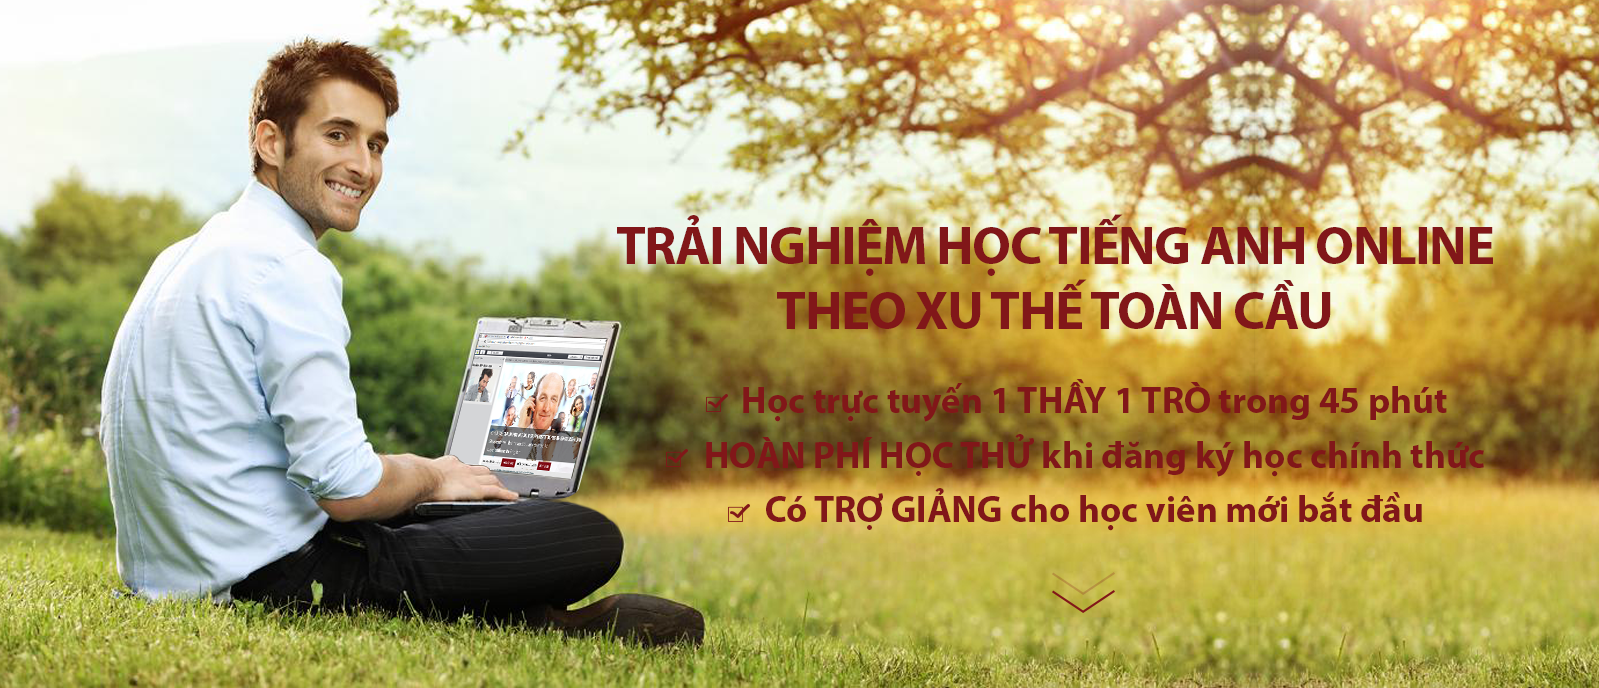 TRẢI NGHIỆM HỌC TIẾNG ANH ONLINE
THEO XU THẾ TOÀN CẦU
Học trực tuyến 1 THẦY 1 TRÒ trong 45 phút
HOÀN PHÍ HỌC THỬ khi đăng ký học chính thức
Có TRỢ GIẢNG cho học viên mới bắt đầu